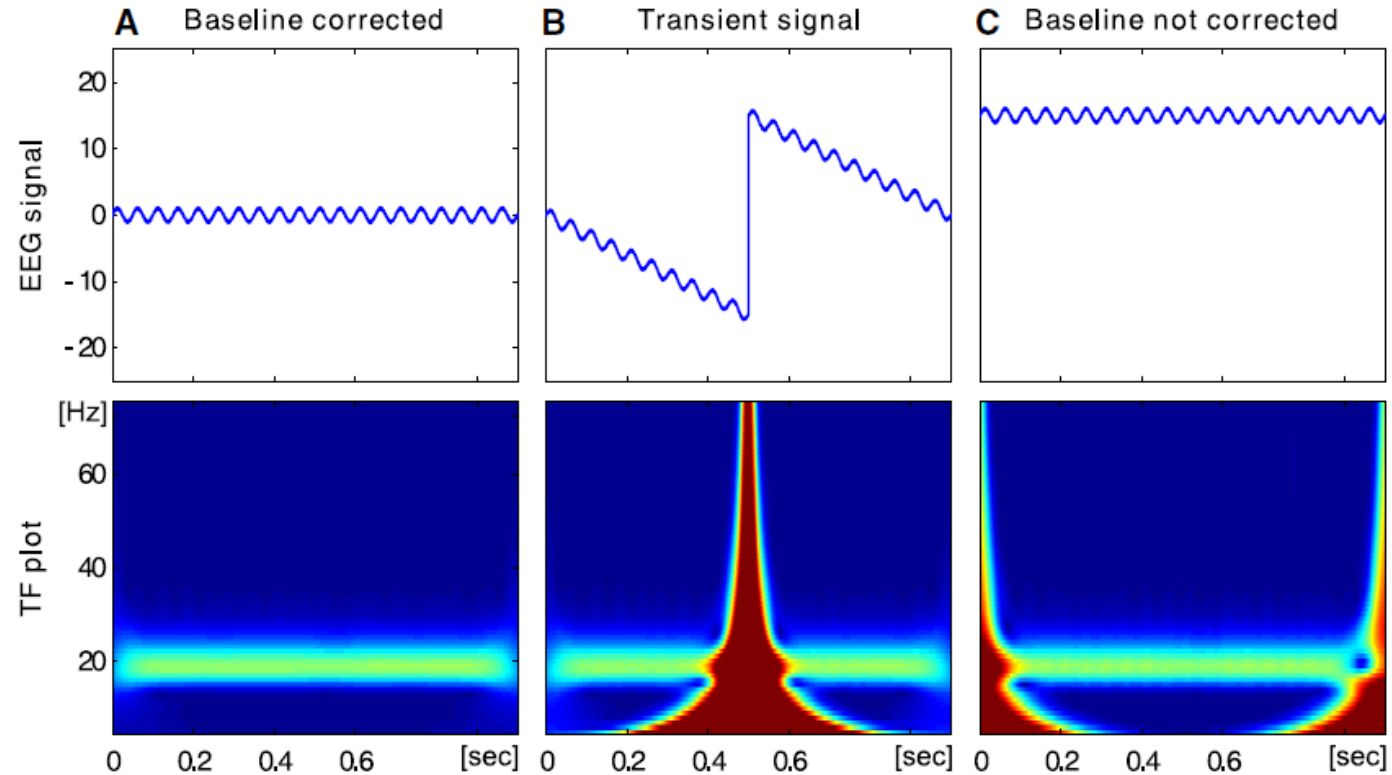 A Baseline corrected
B Transient signal
C Baseline not corrected
EEG signal
20
10
0
-10
-20
TF plot
[Hz]
60
40
20
0 0.2 0.4 0.6 [sec]
0 0.2 0.4 0.6 [sec]
0 0.2 0.4 0.6 [sec]